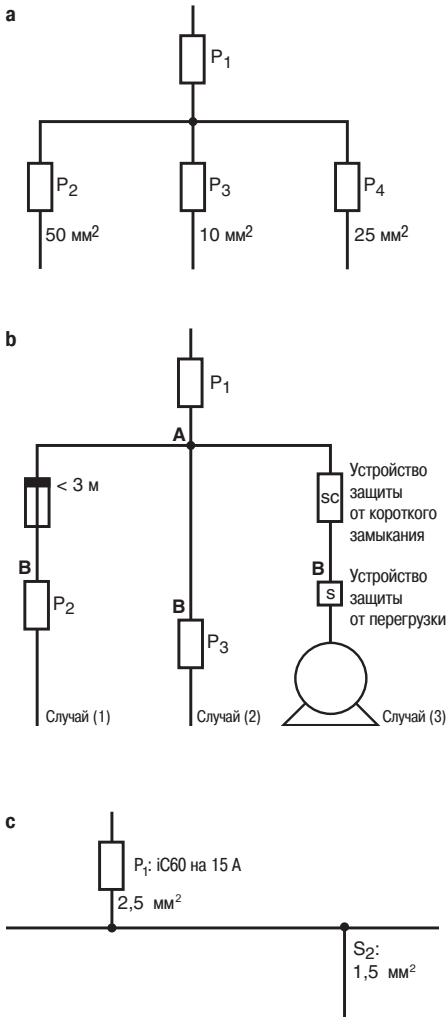 a
P₁
P₂
P₃
P₄
50 мм²
10 мм²
25 мм²
b
P₁
A
< 3 м
SC
Устройство
защиты
от короткого
замыкания
B
P₂
B
P₃
B
S
Устройство
защиты
от перегрузки
Случай (1)
Случай (2)
Случай (3)
c
P₁: iC60 на 15 А
2,5 мм²
S₂:
1,5 мм²